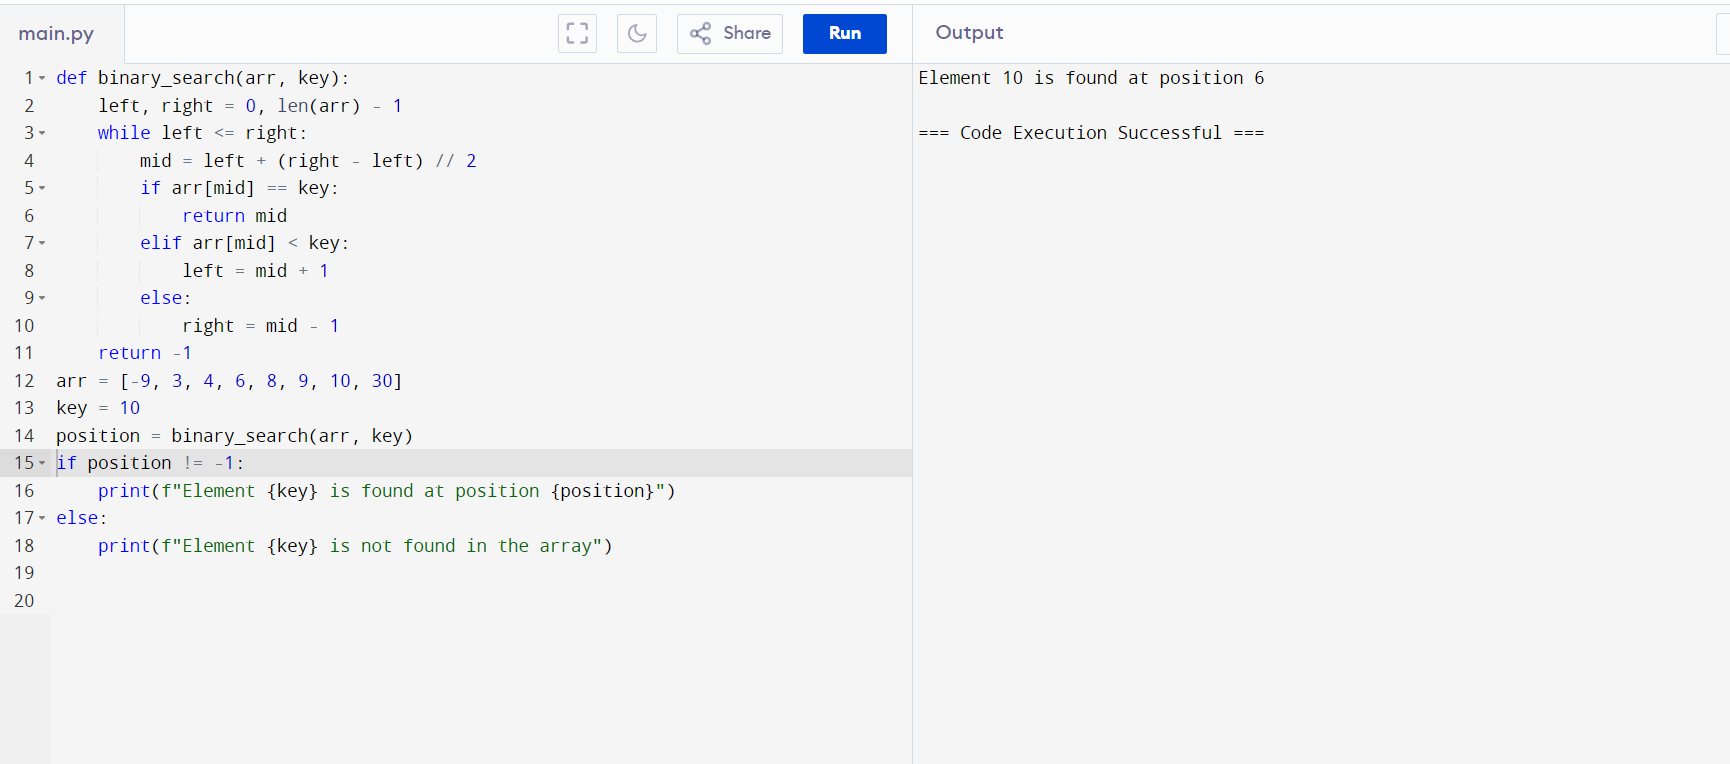 main.py
Share
Run
Output
1 def binary_search(arr, key):
2     left, right = 0, len(arr) - 1
3     while left <= right:
4         mid = left + (right - left) // 2
5         if arr[mid] == key:
6             return mid
7         elif arr[mid] < key:
8             left = mid + 1
9         else:
10             right = mid - 1
11     return -1
12 arr = [-9, 3, 4, 6, 8, 9, 10, 30]
13 key = 10
14 position = binary_search(arr, key)
15 if position != -1:
16     print(f"Element {key} is found at position {position}")
17 else:
18     print(f"Element {key} is not found in the array")
19
20
Element 10 is found at position 6
=== Code Execution Successful ===